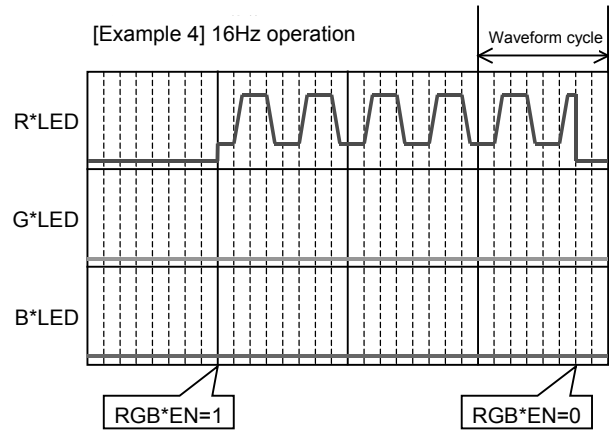 [Example 4] 16Hz operation
Waveform cycle
R*LED
G*LED
B*LED
RGB*EN=1
RGB*EN=0